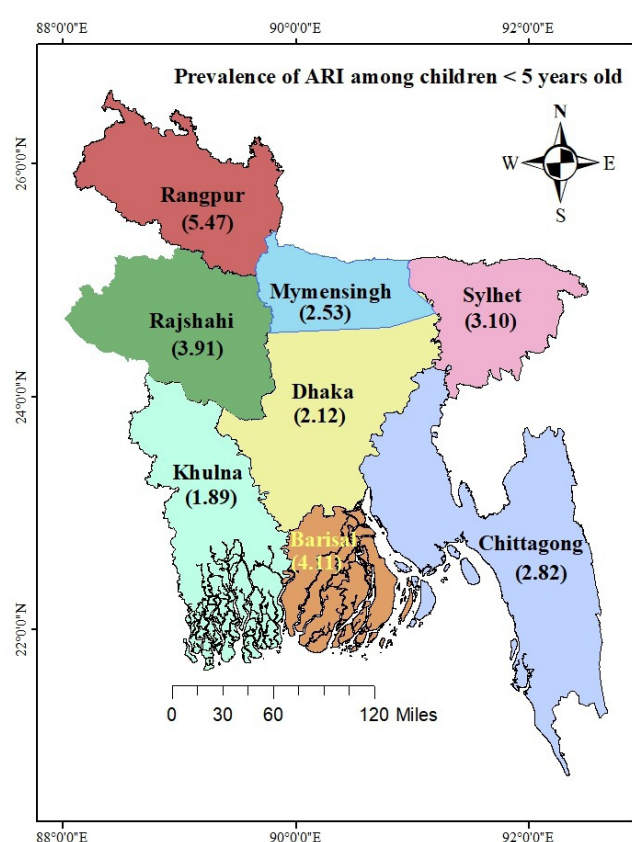 88°0'0"E 90°0'0"E 92°0'0"E
Prevalence of ARI among children < 5 years old
N
W E
S
26°0'0"N
Rangpur
(5.47)
Mymensingh
(2.53)
Sylhet
(3.10)
Rajshahi
(3.91)
24°0'0"N
Dhaka
(2.12)
Khulna
(1.89)
Barisal
(4.11)
Chittagong
(2.82)
22°0'0"N
0 30 60 120 Miles
88°0'0"E 90°0'0"E 92°0'0"E